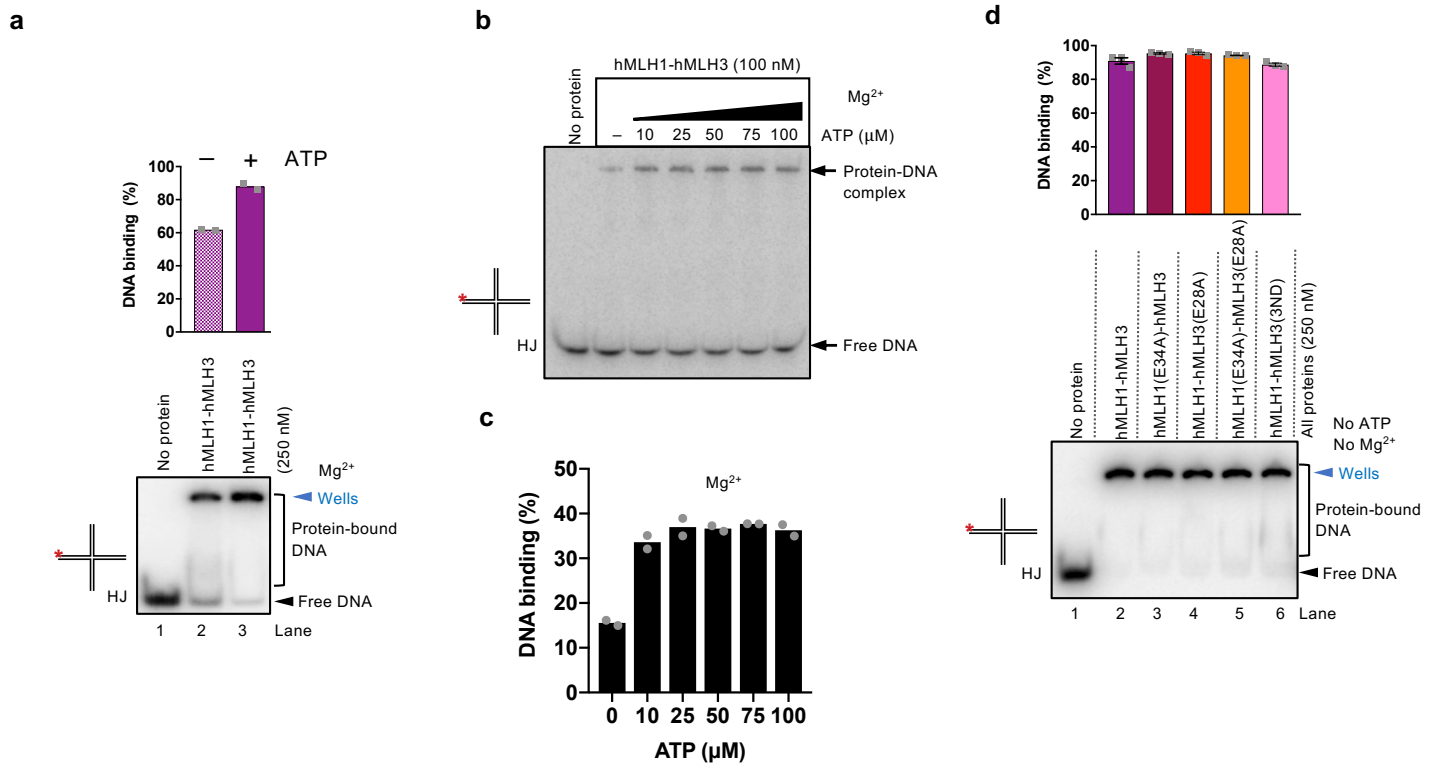 a
− + ATP
100
80
60
40
20
0
DNA binding (%)
No protein
hMLH1-hMLH3
hMLH1-hMLH3
(250 nM)
Mg2+
Wells
Protein-bound
DNA
*
HJ
Free DNA
1 2 3 Lane
b
hMLH1-hMLH3 (100 nM)
No protein
Mg2+
– 10 25 50 75 100 ATP (µM)
Protein-DNA
complex
*
HJ
Free DNA
c
Mg2+
50
40
30
20
10
0
DNA binding (%)
0 10 25 50 75 100
ATP (µM)
d
100
80
60
40
20
0
DNA binding (%)
No protein
hMLH1-hMLH3
hMLH1(E34A)-hMLH3
hMLH1-hMLH3(E28A)
hMLH1(E34A)-hMLH3(E28A)
hMLH1-hMLH3(3ND)
All proteins (250 nM)
No ATP
No Mg2+
Wells
Protein-bound
DNA
*
HJ
Free DNA
1 2 3 4 5 6 Lane